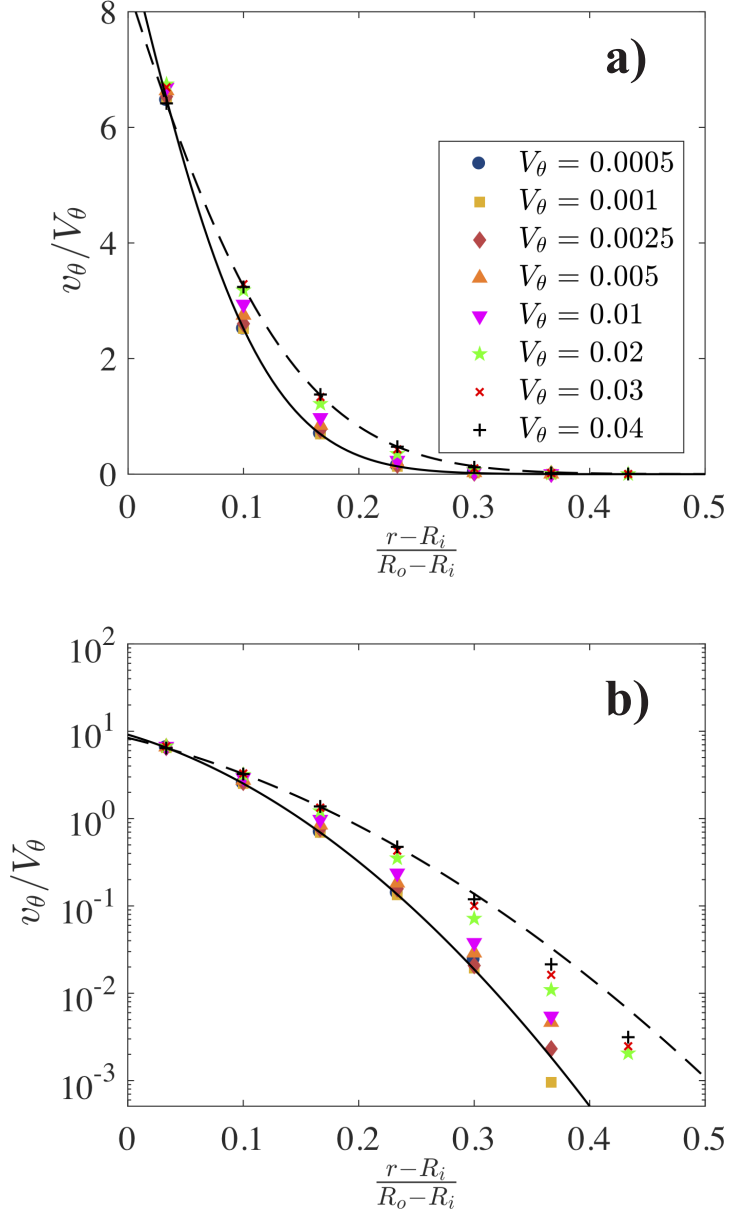 a)
8
6
4
2
0
v_θ/V_θ
V_θ = 0.0005
V_θ = 0.001
V_θ = 0.0025
V_θ = 0.005
V_θ = 0.01
V_θ = 0.02
V_θ = 0.03
V_θ = 0.04
0 0.1 0.2 0.3 0.4 0.5
r−R_i
R_o−R_i
b)
10^2
10^1
10^0
10^-1
10^-2
10^-3
v_θ/V_θ
0 0.1 0.2 0.3 0.4 0.5
r−R_i
R_o−R_i